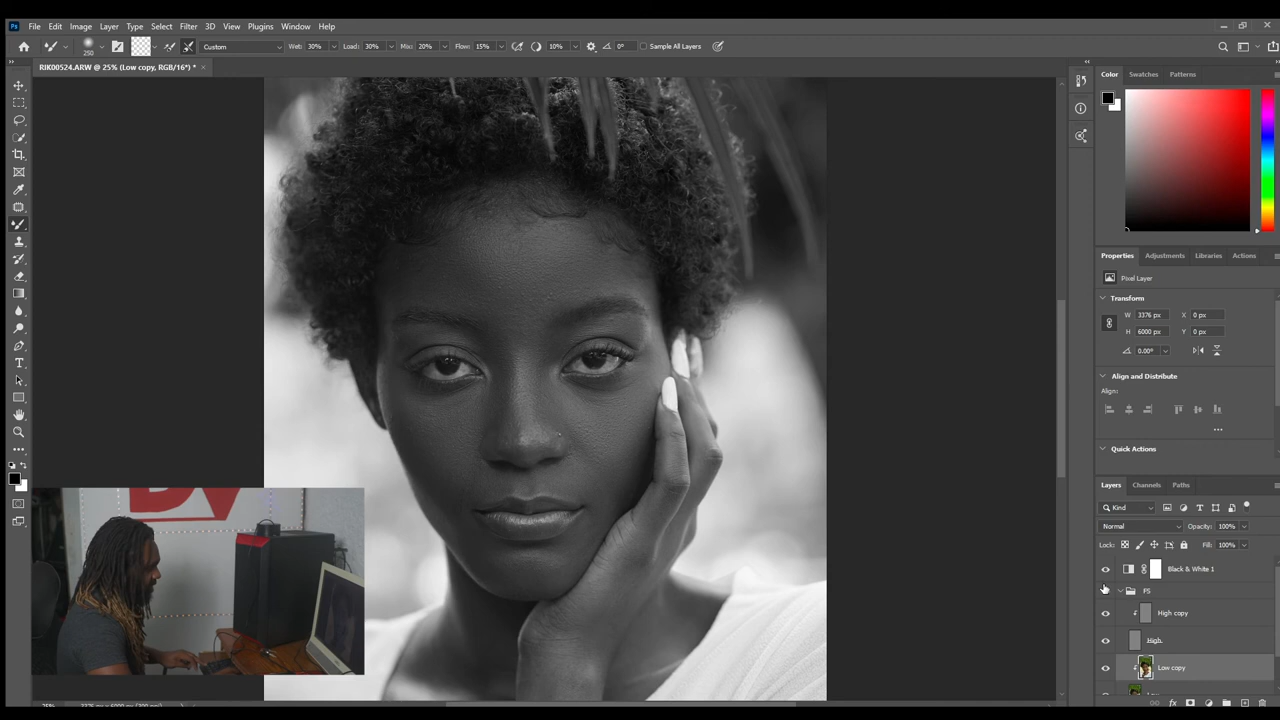 Ps File Edit Image Layer Type Select Filter 3D View Plugins Window Help
250 Custom Wet: 30% Load: 30% Mix: 20% Flow: 15% 10% 0° Sample All Layers
RIK00524.ARW @ 25% (Low copy, RGB/16*) * ×
Color Swatches Patterns
Properties Adjustments Libraries Actions
Pixel Layer
Transform
W 3376 px X 0 px
H 6000 px Y 0 px
0.00°
Align and Distribute
Align:
Quick Actions
Layers Channels Paths
Kind
Normal Opacity: 100%
Lock: Fill: 100%
Black & White 1
FS
High copy
High
Low copy
DV